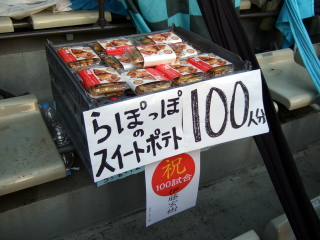 らぽっぽ
の
スイートポテト
100人分
祝
100試合